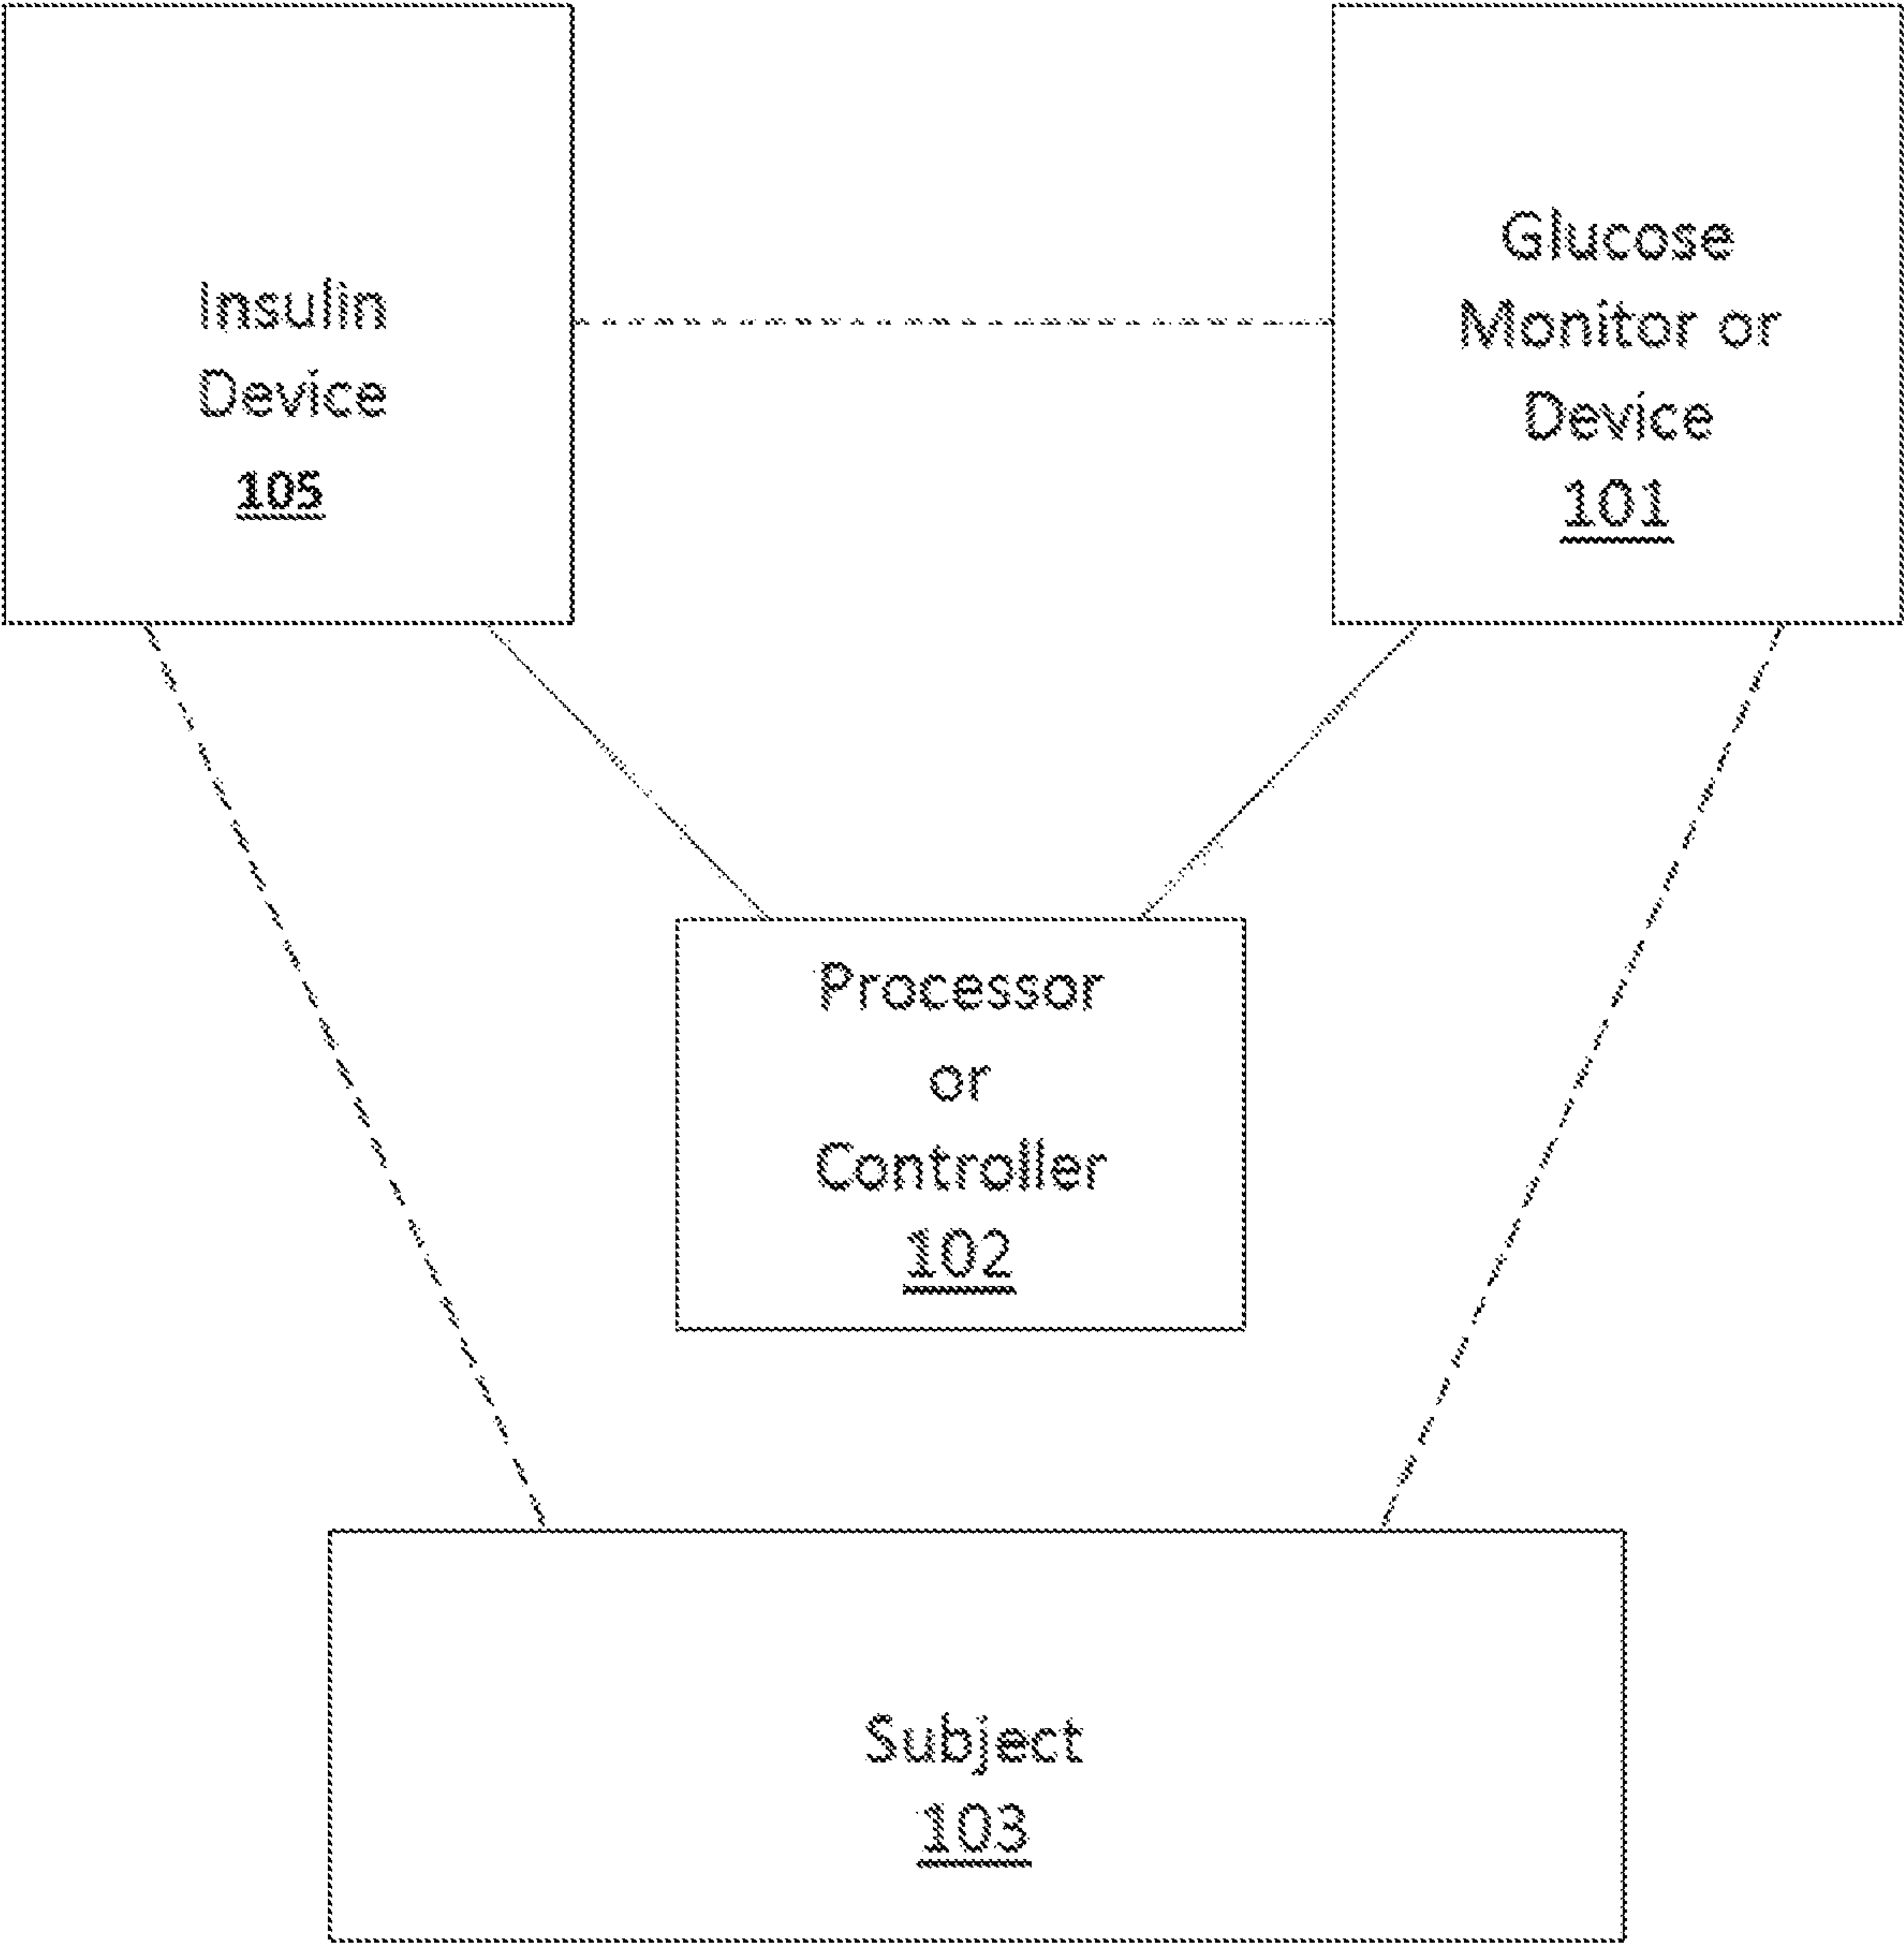 Insulin
Device
105
Glucose
Monitor or
Device
101
Processor
or
Controller
102
Subject
103